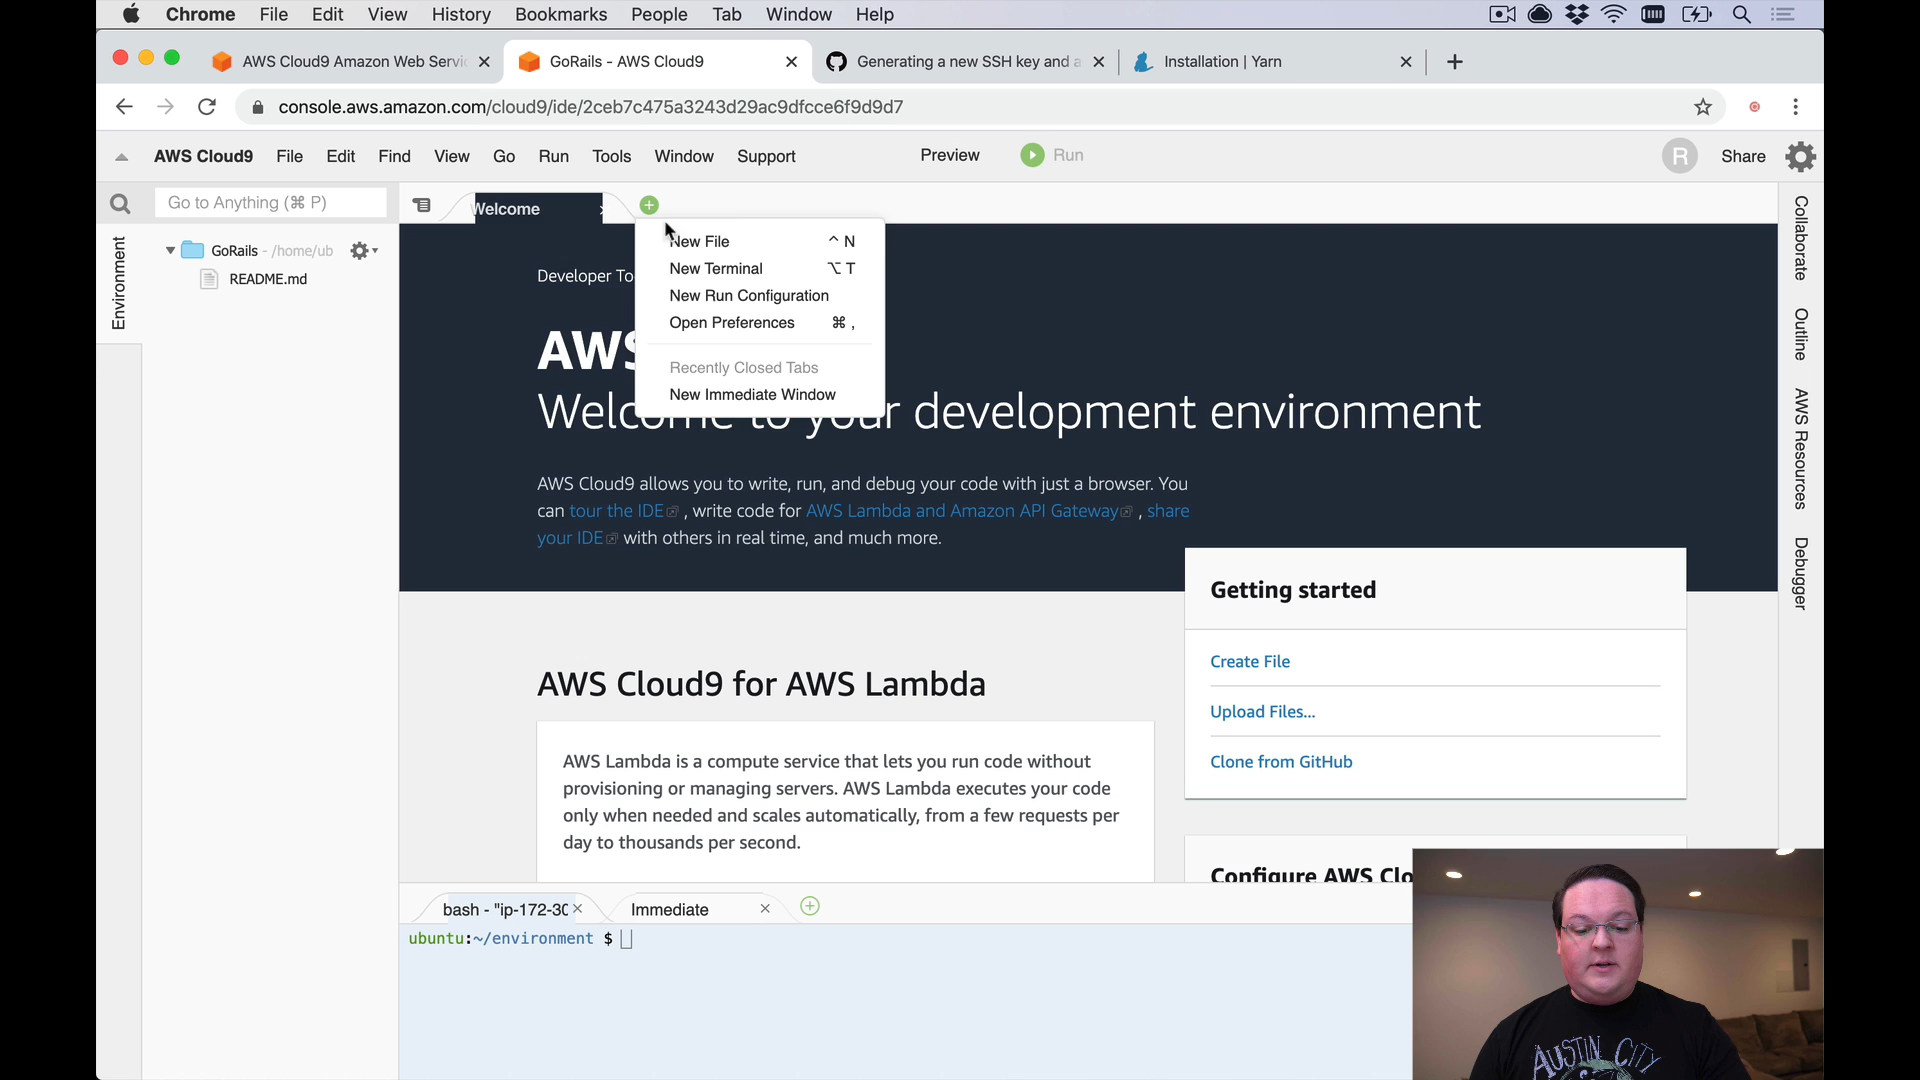 Chrome File Edit View History Bookmarks People Tab Window Help
AWS Cloud9 Amazon Web Servi
GoRails - AWS Cloud9
Generating a new SSH key and a
Installation | Yarn
console.aws.amazon.com/cloud9/ide/2ceb7c475a3243d29ac9dfcce6f9d9d7
AWS Cloud9 File Edit Find View Go Run Tools Window Support Preview Run R Share
Go to Anything (⌘ P)
Welcome
Environment
GoRails - /home/ub
README.md
New File ^ N
New Terminal ⌥ T
New Run Configuration
Open Preferences ⌘ ,
Recently Closed Tabs
New Immediate Window
Developer To
AWS
Welcome to your development environment
AWS Cloud9 allows you to write, run, and debug your code with just a browser. You
can tour the IDE , write code for AWS Lambda and Amazon API Gateway , share
your IDE with others in real time, and much more.
Getting started
Create File
Upload Files...
Clone from GitHub
AWS Cloud9 for AWS Lambda
AWS Lambda is a compute service that lets you run code without
provisioning or managing servers. AWS Lambda executes your code
only when needed and scales automatically, from a few requests per
day to thousands per second.
Configure AWS Clo
Collaborate
Outline
AWS Resources
Debugger
bash - "ip-172-30
Immediate
ubuntu:~/environment $
AUSTIN CITY